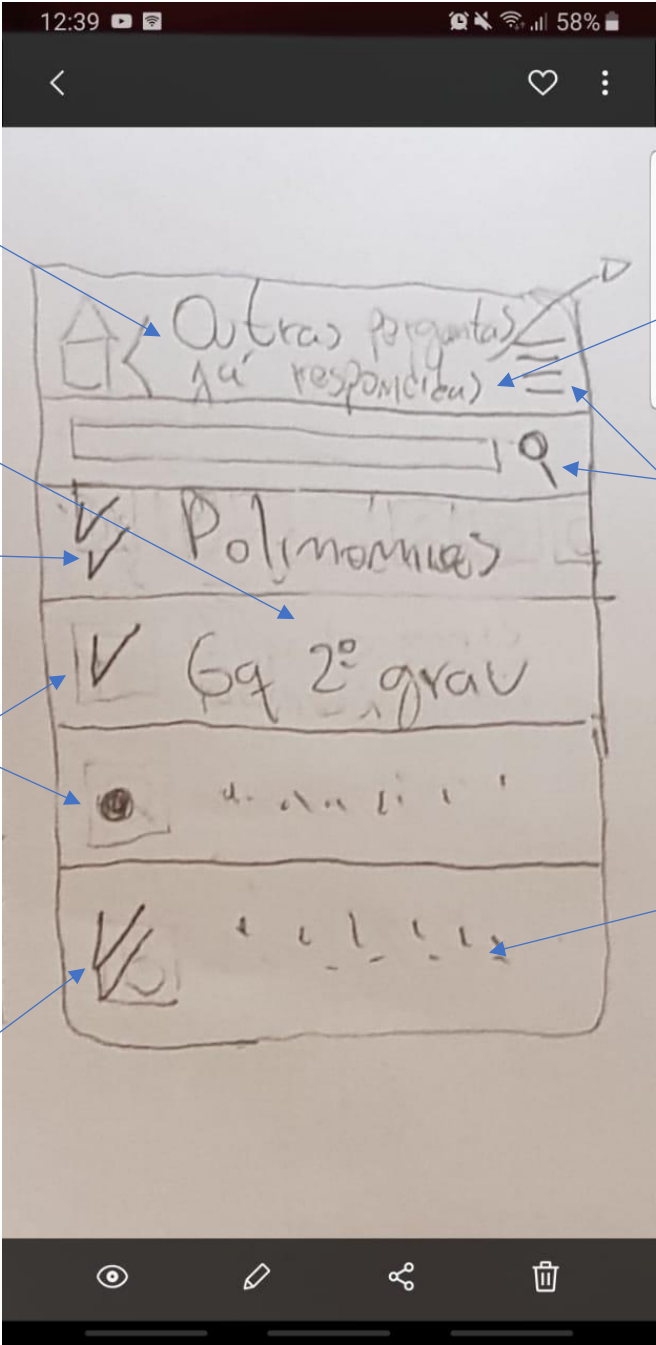 12:39 58%
Outras perguntas
já respondidas
Polinomios
Eq 2º grau